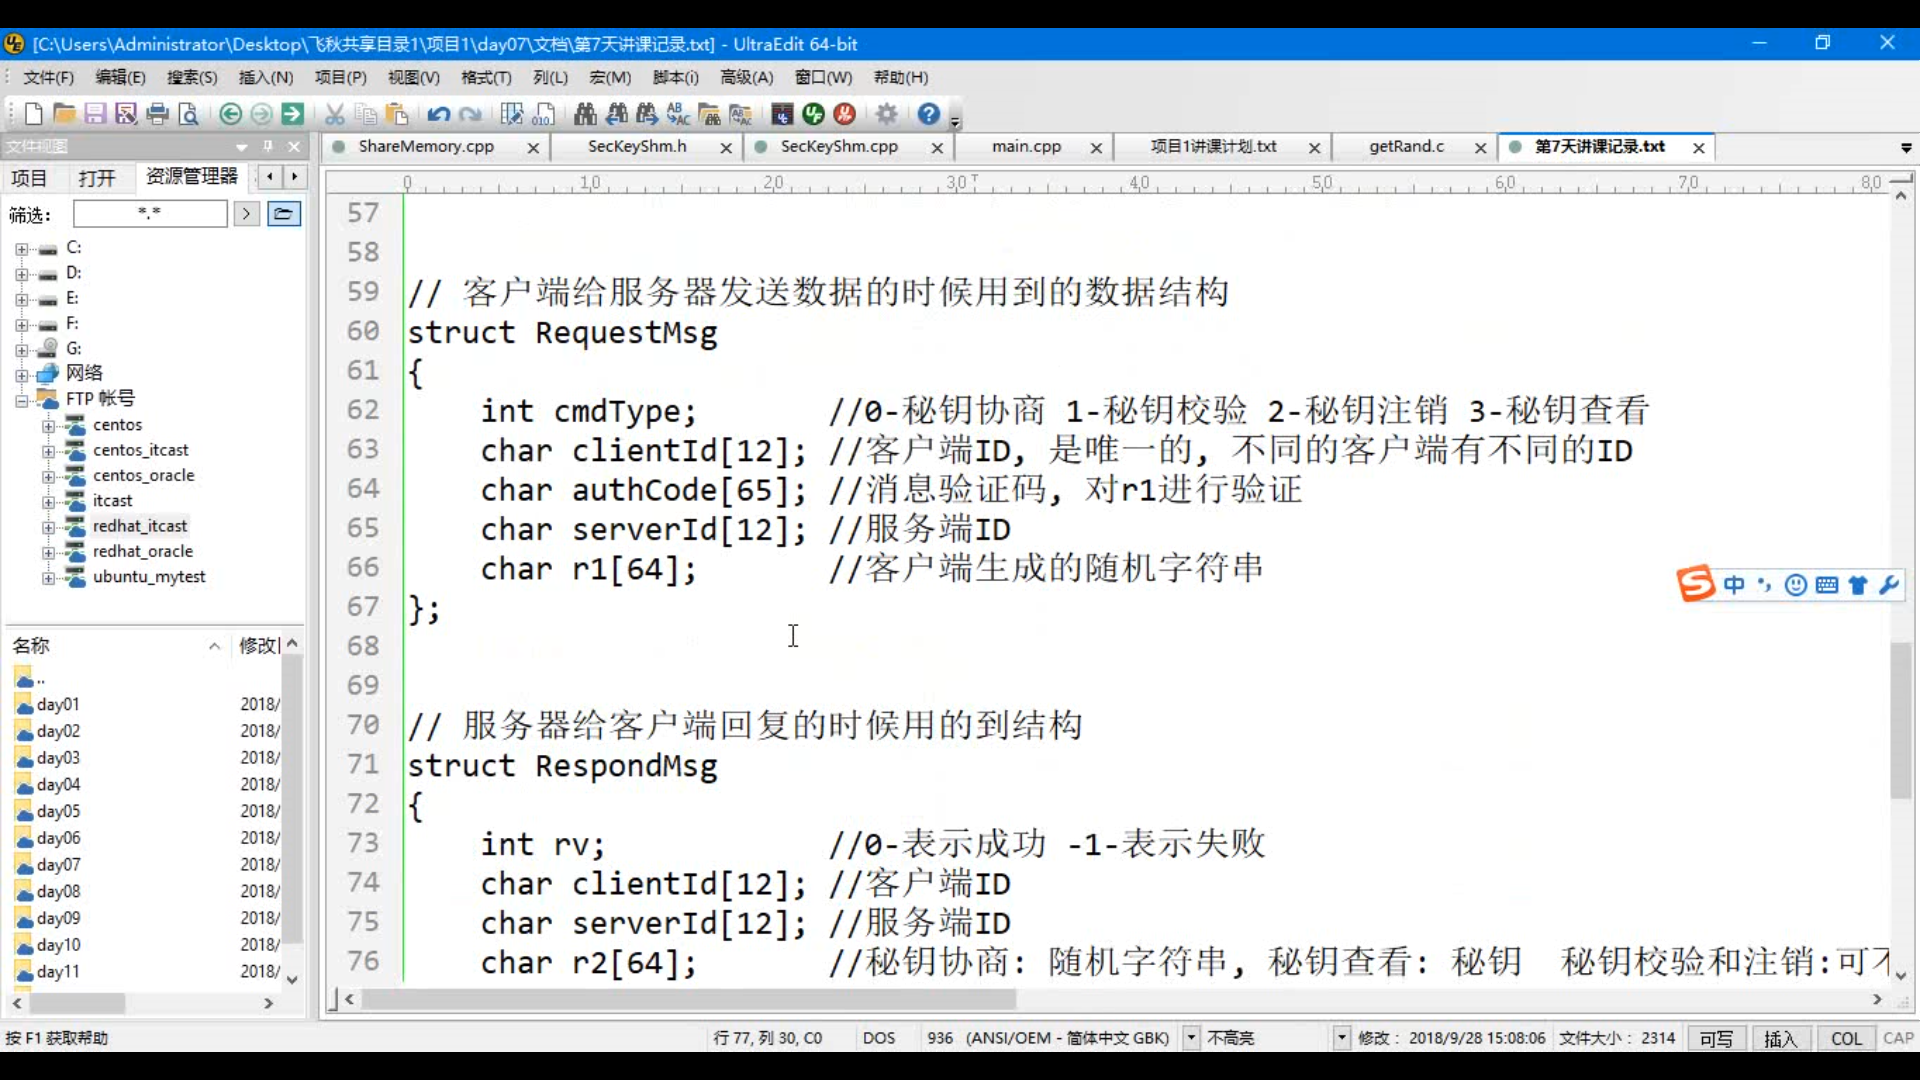 [C:\Users\Administrator\Desktop\飞秋共享目录1\项目1\day07\文档\第7天讲课记录.txt] - UltraEdit 64-bit
文件(F) 编辑(E) 搜索(S) 插入(N) 项目(P) 视图(V) 格式(T) 列(L) 宏(M) 脚本(i) 高级(A) 窗口(W) 帮助(H)
文件视图
ShareMemory.cpp SecKeyShm.h SecKeyShm.cpp main.cpp 项目1讲课计划.txt getRand.c 第7天讲课记录.txt
项目 打开 资源管理器
0 10 20 30 40 50 60 70 80
筛选: *.*
C:
D:
E:
F:
G:
网络
FTP 帐号
centos
centos_itcast
centos_oracle
itcast
redhat_itcast
redhat_oracle
ubuntu_mytest
名称 修改
..
day01 2018/
day02 2018/
day03 2018/
day04 2018/
day05 2018/
day06 2018/
day07 2018/
day08 2018/
day09 2018/
day10 2018/
day11 2018/
57
58
59 // 客户端给服务器发送数据的时候用到的数据结构
60 struct RequestMsg
61 {
62 int cmdType; //0-秘钥协商 1-秘钥校验 2-秘钥注销 3-秘钥查看
63 char clientId[12]; //客户端ID, 是唯一的, 不同的客户端有不同的ID
64 char authCode[65]; //消息验证码, 对r1进行验证
65 char serverId[12]; //服务端ID
66 char r1[64]; //客户端生成的随机字符串
67 };
68
69
70 // 服务器给客户端回复的时候用的到结构
71 struct RespondMsg
72 {
73 int rv; //0-表示成功 -1-表示失败
74 char clientId[12]; //客户端ID
75 char serverId[12]; //服务端ID
76 char r2[64]; //秘钥协商: 随机字符串, 秘钥查看: 秘钥 秘钥校验和注销:可
中
按 F1 获取帮助 行 77, 列 30, C0 DOS 936 (ANSI/OEM - 简体中文 GBK) 不高亮 修改: 2018/9/28 15:08:06 文件大小: 2314 可写 插入 COL CAP